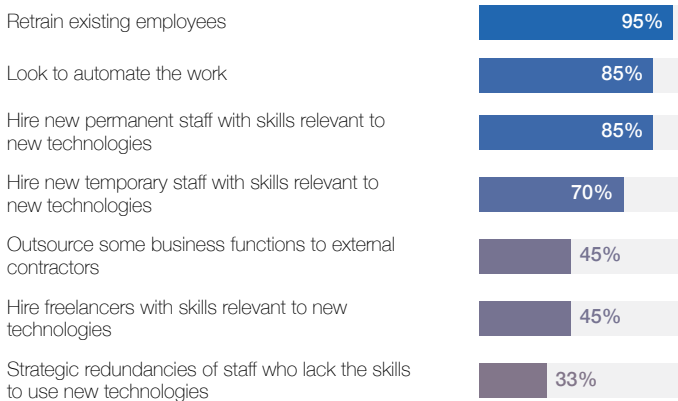 Retrain existing employees
95%
Look to automate the work
85%
Hire new permanent staff with skills relevant to
new technologies
85%
Hire new temporary staff with skills relevant to
new technologies
70%
Outsource some business functions to external
contractors
45%
Hire freelancers with skills relevant to new
technologies
45%
Strategic redundancies of staff who lack the skills
to use new technologies
33%